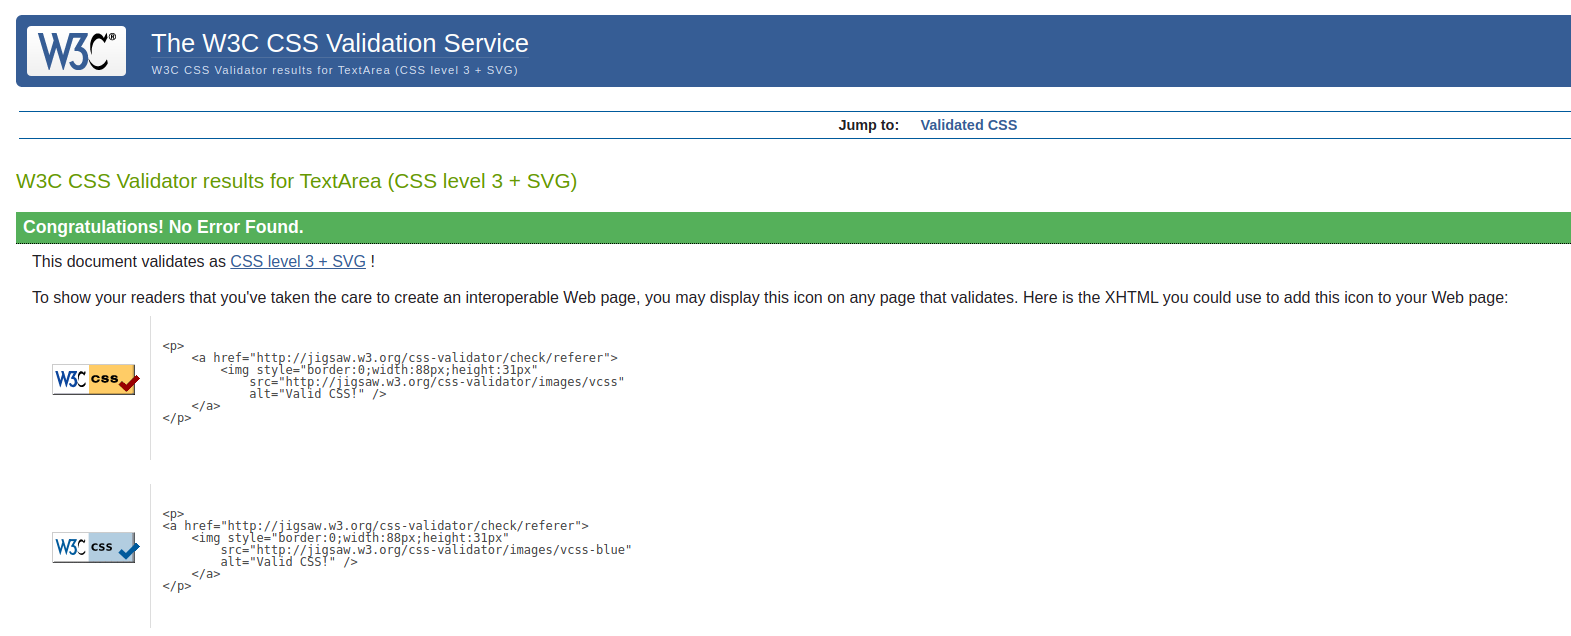 W3C®
The W3C CSS Validation Service
W3C CSS Validator results for TextArea (CSS level 3 + SVG)
Jump to: Validated CSS
W3C CSS Validator results for TextArea (CSS level 3 + SVG)
Congratulations! No Error Found.
This document validates as CSS level 3 + SVG !
To show your readers that you've taken the care to create an interoperable Web page, you may display this icon on any page that validates. Here is the XHTML you could use to add this icon to your Web page:
W3C css
<p>
<a href="http://jigsaw.w3.org/css-validator/check/referer">
<img style="border:0;width:88px;height:31px"
src="http://jigsaw.w3.org/css-validator/images/vcss"
alt="Valid CSS!" />
</a>
</p>
W3C css
<p>
<a href="http://jigsaw.w3.org/css-validator/check/referer">
<img style="border:0;width:88px;height:31px"
src="http://jigsaw.w3.org/css-validator/images/vcss-blue"
alt="Valid CSS!" />
</a>
</p>